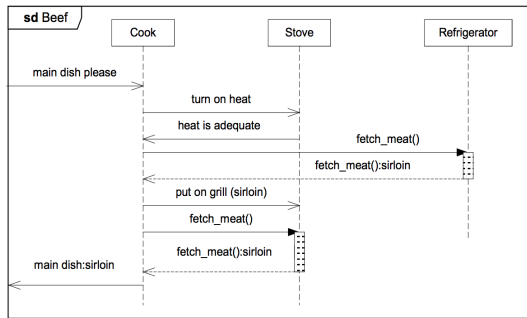 sd Beef
Cook
Stove
Refrigerator
main dish please
turn on heat
heat is adequate
fetch_meat()
fetch_meat():sirloin
put on grill (sirloin)
fetch_meat()
fetch_meat():sirloin
main dish:sirloin